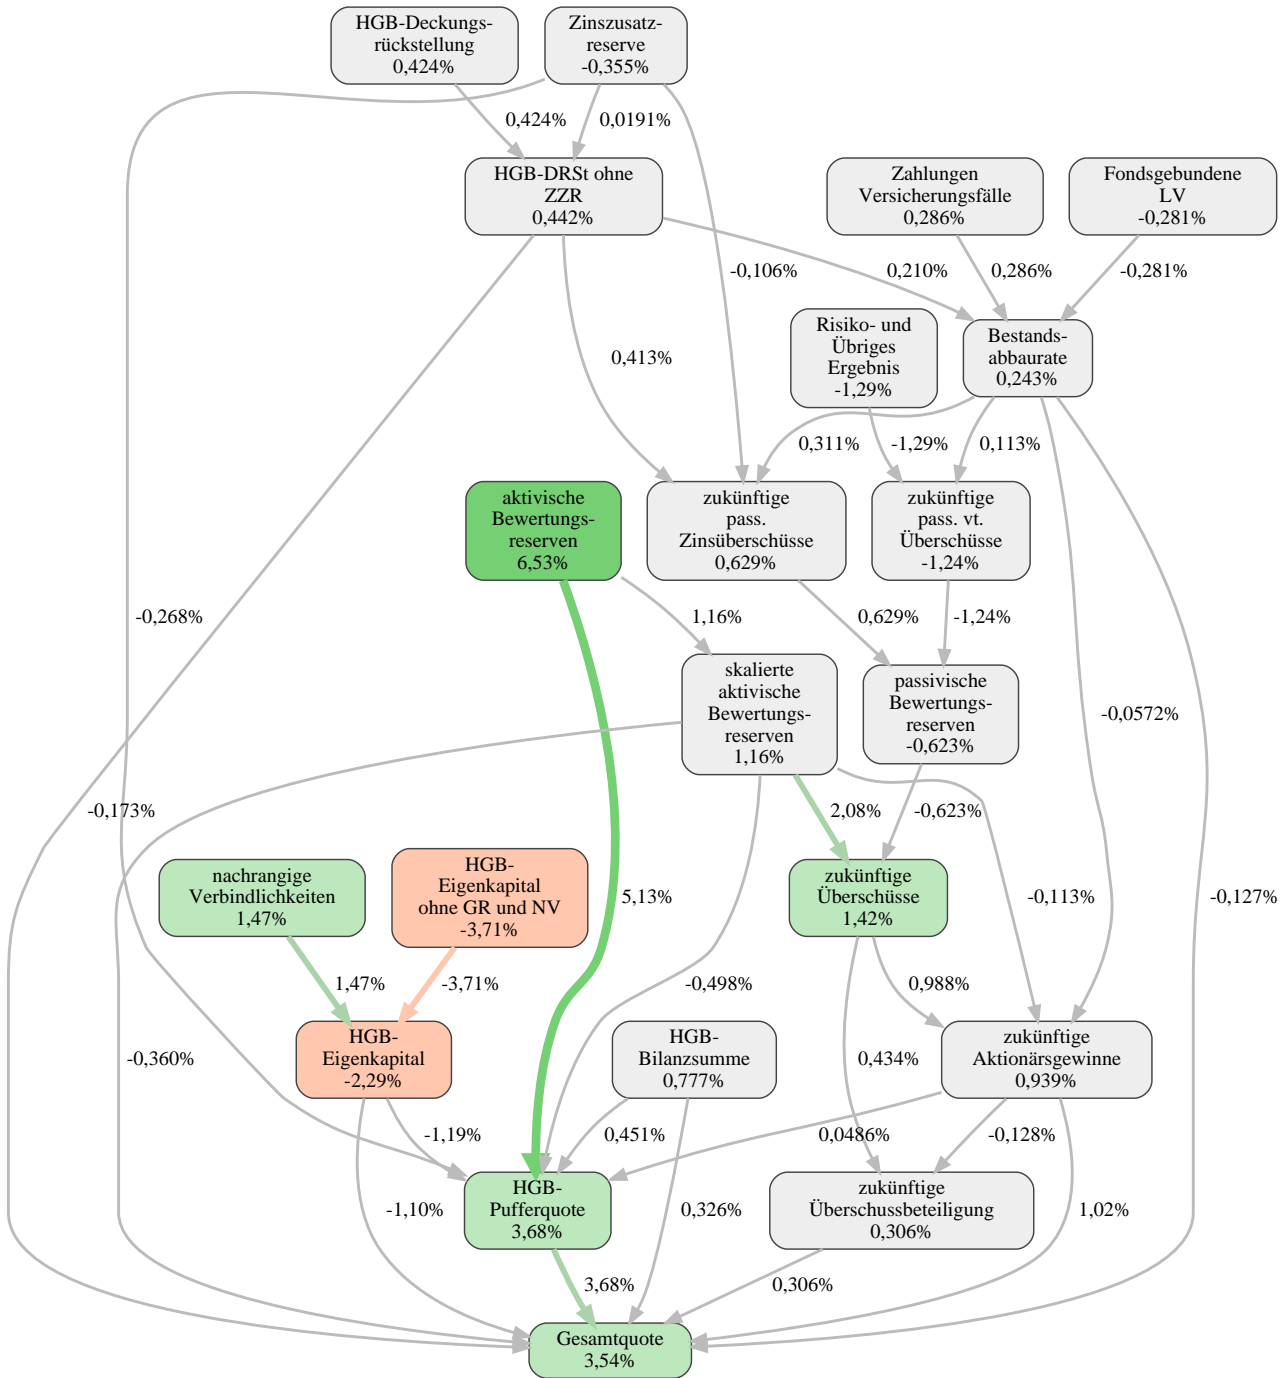 HGB-Deckungs-
rückstellung
0,424%
Zinszusatz-
reserve
-0,355%
0,424%
0,0191%
HGB-DRSt ohne
ZZR
0,442%
Zahlungen
Versicherungsfälle
0,286%
Fondsgebundene
LV
-0,281%
-0,106%
0,210%
0,286%
-0,281%
Risiko- und
Übriges
Ergebnis
-1,29%
Bestands-
abbaurate
0,243%
0,413%
0,311%
-1,29%
0,113%
aktivische
Bewertungs-
reserven
6,53%
zukünftige
pass.
Zinsüberschüsse
0,629%
zukünftige
pass. vt.
Überschüsse
-1,24%
-0,268%
1,16%
0,629%
-1,24%
skalierte
aktivische
Bewertungs-
reserven
1,16%
passivische
Bewertungs-
reserven
-0,623%
-0,0572%
-0,173%
2,08%
-0,623%
nachrangige
Verbindlichkeiten
1,47%
HGB-
Eigenkapital
ohne GR und NV
-3,71%
5,13%
zukünftige
Überschüsse
1,42%
-0,113%
-0,127%
1,47%
-3,71%
-0,498%
0,988%
HGB-
Eigenkapital
-2,29%
HGB-
Bilanzsumme
0,777%
zukünftige
Aktionärsgewinne
0,939%
-0,360%
0,434%
-1,19%
0,451%
0,0486%
-0,128%
HGB-
Pufferquote
3,68%
zukünftige
Überschussbeteiligung
0,306%
-1,10%
0,326%
1,02%
3,68%
0,306%
Gesamtquote
3,54%